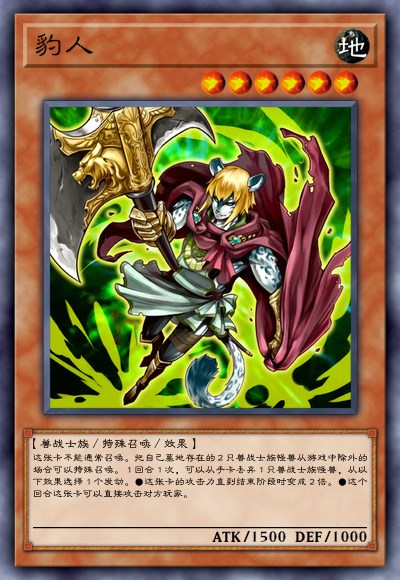 豹人
地
【兽战士族／特殊召唤／效果】
这张卡不能通常召唤。把自己墓地存在的2只兽战士族怪兽从游戏中除外的
场合可以特殊召唤。1回合1次，可以从手卡丢弃1只兽战士族怪兽，从以
下效果选择1个发动。●这张卡的攻击力直到结束阶段时变成2倍。●这个
回合这张卡可以直接攻击对方玩家。
ATK/1500 DEF/1000